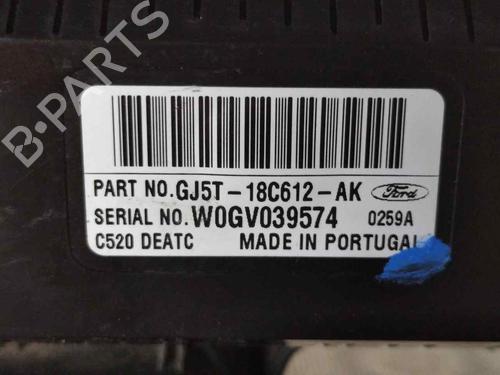 B-PARTS
PART NO. GJ5T-18C612-AK Ford
SERIAL NO. W0GV039574 0259A
C520 DEATC MADE IN PORTUGAL